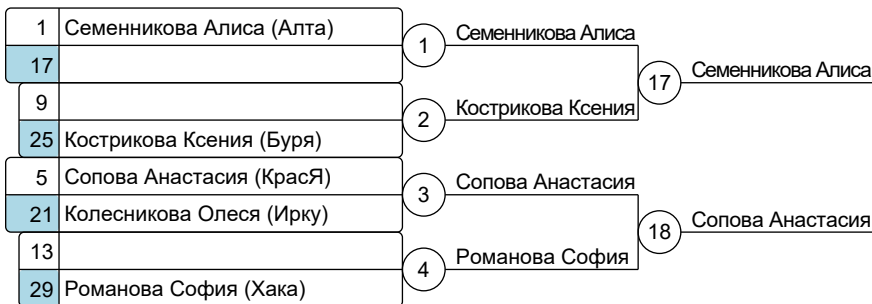 1 Семенникова Алиса (Алта)
17
9
25 Кострикова Ксения (Буря)
5 Сопова Анастасия (КрасЯ)
21 Колесникова Олеся (Ирку)
13
29 Романова София (Хака)
1 Семенникова Алиса
2 Кострикова Ксения
3 Сопова Анастасия
4 Романова София
17 Семенникова Алиса
18 Сопова Анастасия